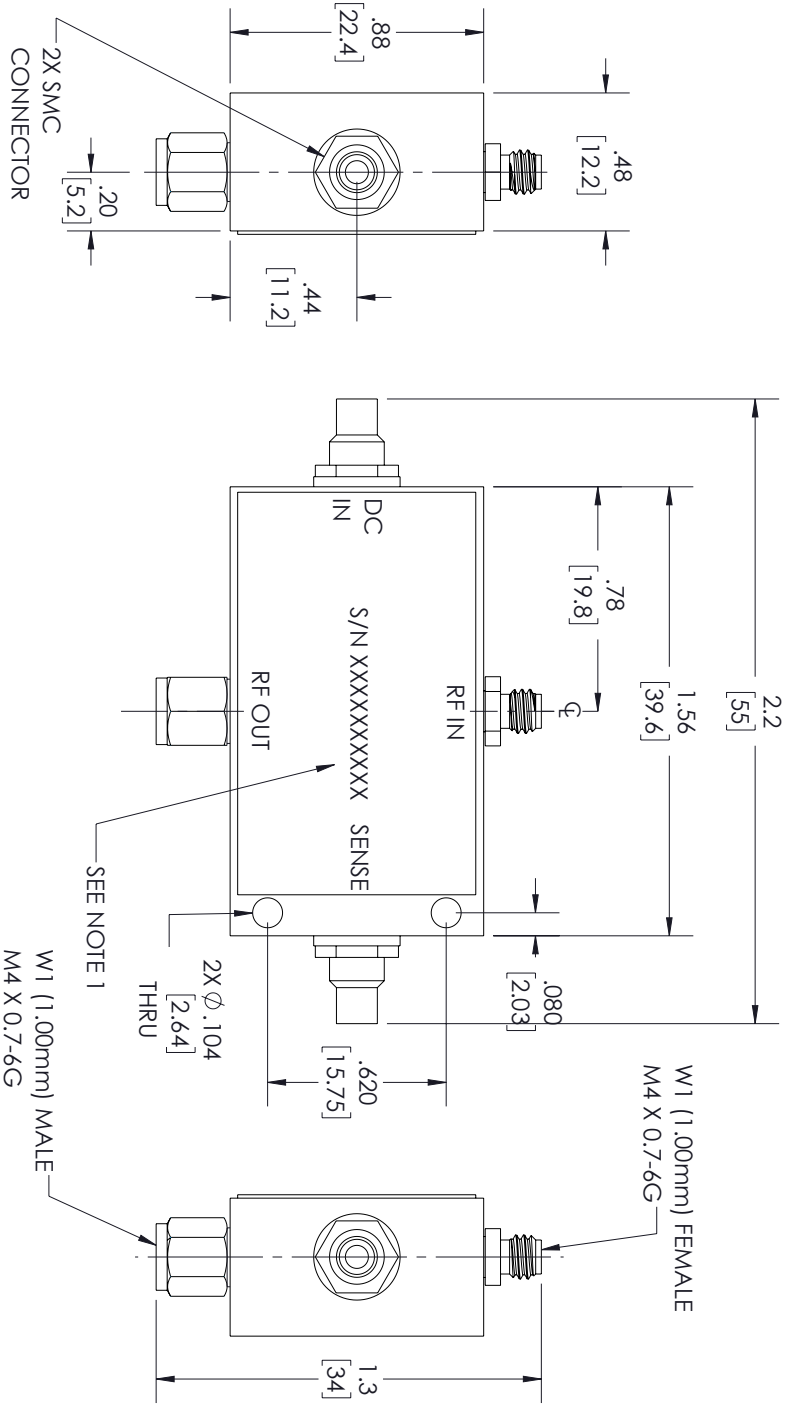 2.2
[55]
1.56
[39.6]
.78
[19.8]
CL
.48
[12.2]
.88
[22.4]
2X SMC
CONNECTOR
.20
[5.2]
.44
[11.2]
DC
IN
RF IN
S/N XXXXXXXXXX
SENSE
RF OUT
SEE NOTE 1
.080
[2.03]
.620
[15.75]
2X Ø .104
[2.64]
THRU
W1 (1.00mm) FEMALE
M4 X 0.7-6G
W1 (1.00mm) MALE
M4 X 0.7-6G
1.3
[34]